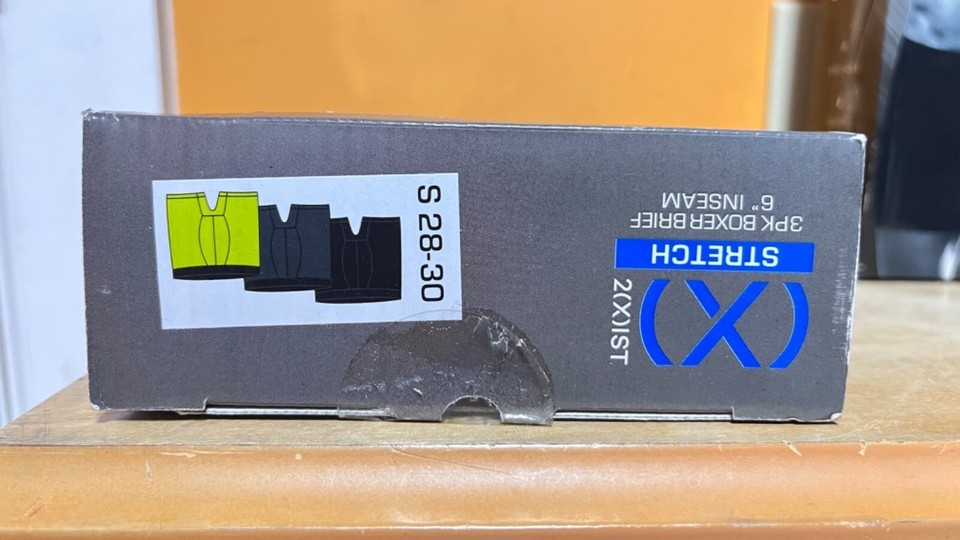 S 28-30
(X)
2(X)IST
STRETCH
3PK BOXER BRIEF
6" INSEAM